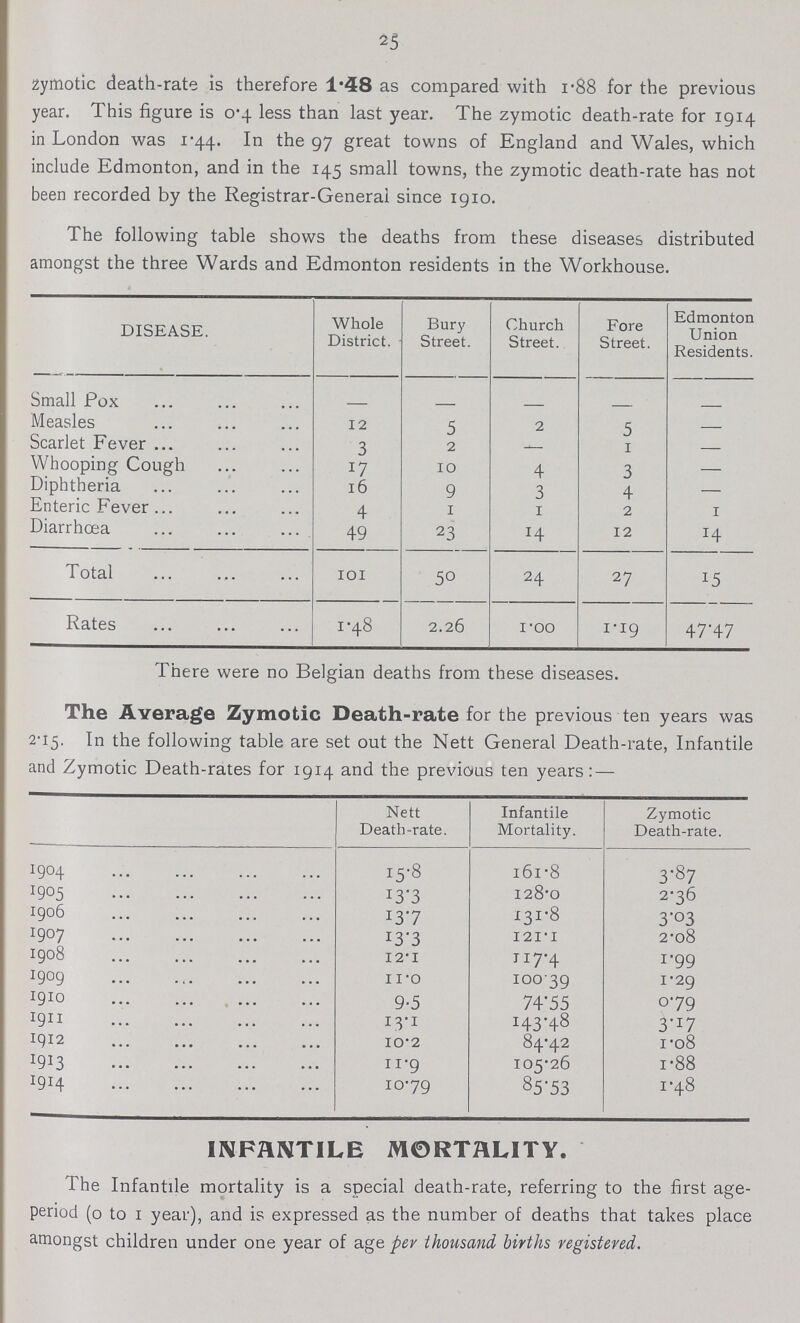 25
zymotic death-rate is therefore 1·48 as compared with 1·88 for the previous
year. This figure is 0·4 less than last year. The zymotic death-rate for 1914
in London was 1·44. In the 97 great towns of England and Wales, which
include Edmonton, and in the 145 small towns, the zymotic death-rate has not
been recorded by the Registrar-General since 1910.
The following table shows the deaths from these diseases distributed
amongst the three Wards and Edmonton residents in the Workhouse.
DISEASE. Whole District. Bury Street. Church Street. Fore Street. Edmonton Union Residents.
Small Pox ... ... ... — — — — —
Measles ... ... ... 12 5 2 5 —
Scarlet Fever ... ... ... 3 2 — 1 —
Whooping Cough ... ... 17 10 4 3 —
Diphtheria ... ... ... 16 9 3 4 —
Enteric Fever ... ... ... 4 1 1 2 1
Diarrhœa ... ... ... 49 23 14 12 14
Total ... ... ... 101 50 24 27 15
Rates ... ... ... 1·48 2.26 1·00 1·19 47·47
There were no Belgian deaths from these diseases.
The Average Zymotic Death-rate for the previous ten years was
2·15. In the following table are set out the Nett General Death-rate, Infantile
and Zymotic Death-rates for 1914 and the previous ten years:—
Nett Death-rate. Infantile Mortality. Zymotic Death-rate.
1904 ... ... ... ... 15·8 161·8 3·87
1905 ... ... ... ... 13·3 128·0 2·36
1906 ... ... ... ... 13·7 131·8 3·03
1907 ... ... ... ... 13·3 121·1 2·08
1908 ... ... ... ... 12·1 117·4 1·99
1909 ... ... ... ... 11·0 100·39 1·29
1910 ... ... ... ... 9·5 74·55 0·79
1911 ... ... ... ... 13·1 143·48 3·17
1912 ... ... ... ... 10·2 84·42 1·08
1913 ... ... ... ... 11·9 105·26 1·88
1914 ... ... ... ... 10·79 85·53 1·48
INFANTILE MORTALITY.
The Infantile mortality is a special death-rate, referring to the first age-
period (0 to 1 year), and is expressed as the number of deaths that takes place
amongst children under one year of age per thousand births registered.